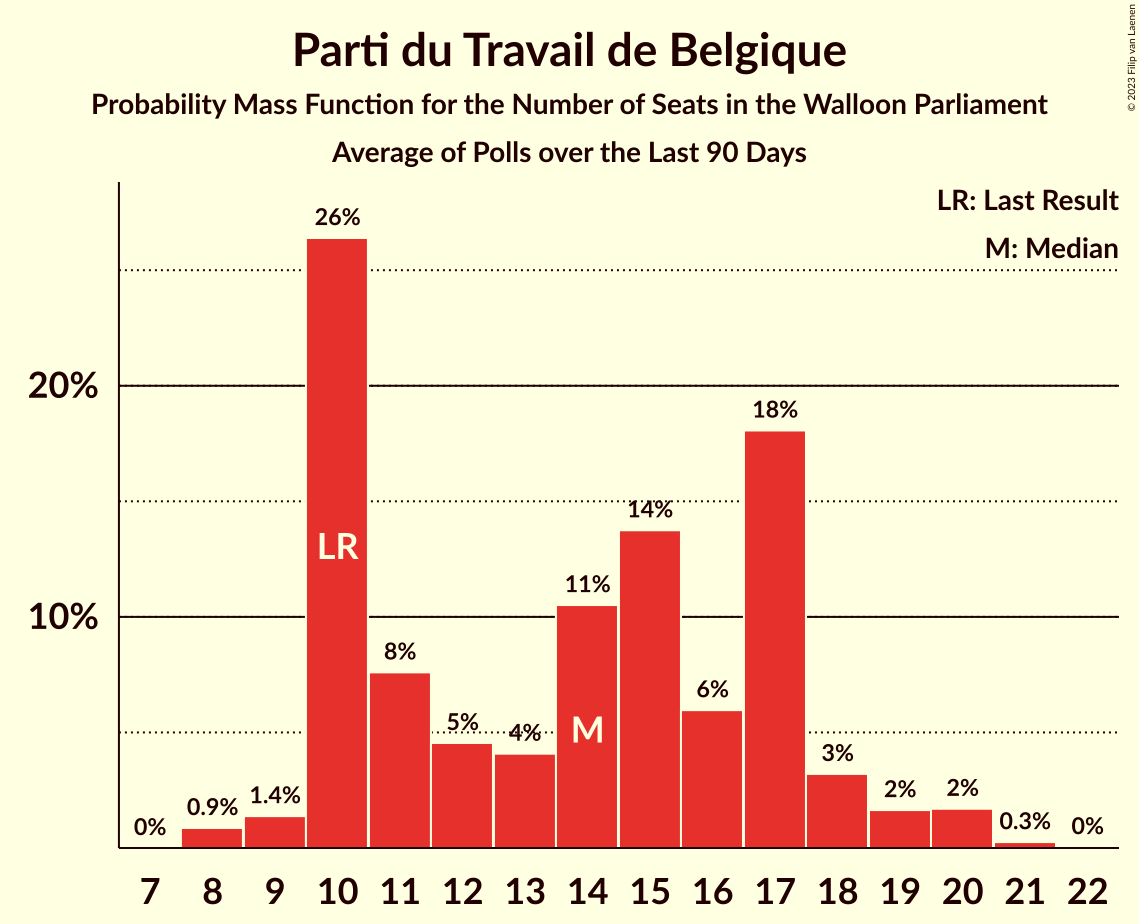 Parti du Travail de Belgique
Probability Mass Function for the Number of Seats in the Walloon Parliament
Average of Polls over the Last 90 Days
© 2023 Filip van Laenen
LR: Last Result
M: Median
20%
10%
0%
0.9%
1.4%
26%
8%
5%
4%
11%
14%
6%
18%
3%
2%
2%
0.3%
0%
LR
M
7 8 9 10 11 12 13 14 15 16 17 18 19 20 21 22